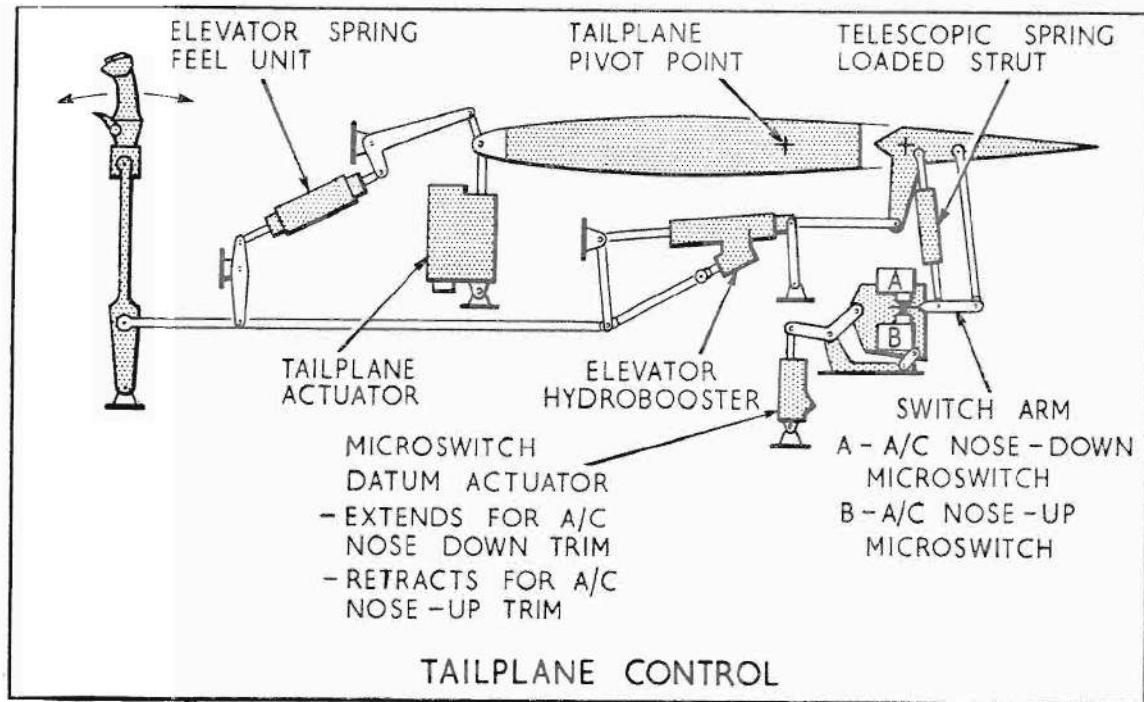 ELEVATOR SPRING
FEEL UNIT
TAILPLANE
PIVOT POINT
TELESCOPIC SPRING
LOADED STRUT
A
B
TAILPLANE
ACTUATOR
ELEVATOR
HYDROBOOSTER
MICROSWITCH
DATUM ACTUATOR
- EXTENDS FOR A/C
NOSE DOWN TRIM
- RETRACTS FOR A/C
NOSE-UP TRIM
SWITCH ARM
A - A/C NOSE-DOWN
MICROSWITCH
B - A/C NOSE-UP
MICROSWITCH
TAILPLANE CONTROL